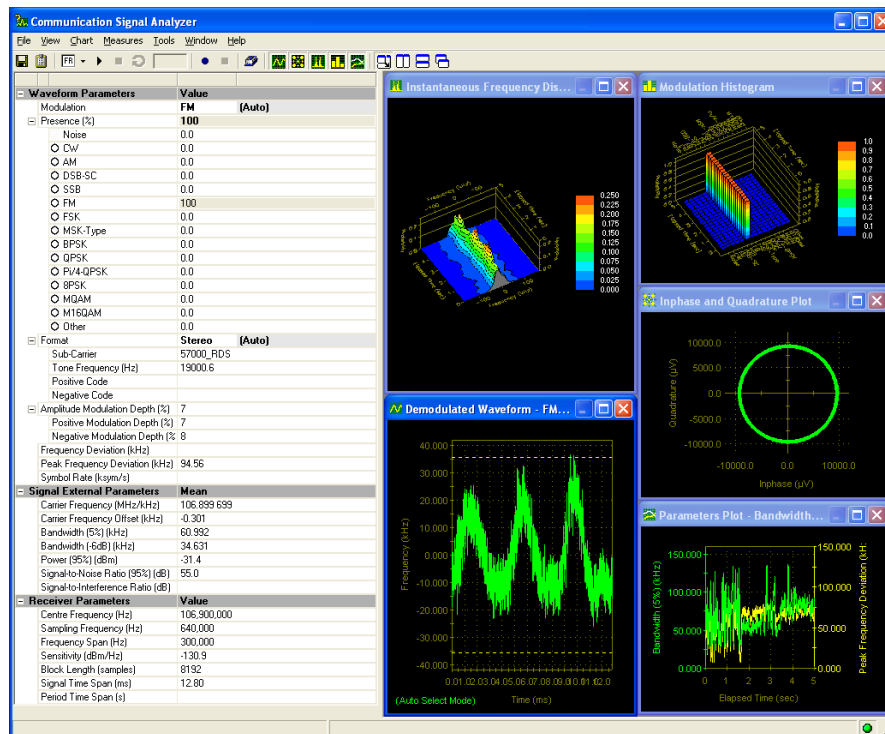 Communication Signal Analyzer
File View Chart Measures Tools Window Help
FR
Waveform Parameters Value
Modulation FM (Auto)
Presence (%) 100
Noise 0.0
CW 0.0
AM 0.0
DSB-SC 0.0
SSB 0.0
FM 100
FSK 0.0
MSK-Type 0.0
BPSK 0.0
QPSK 0.0
Pi/4-QPSK 0.0
8PSK 0.0
MQAM 0.0
M16QAM 0.0
Other 0.0
Format Stereo (Auto)
Sub-Carrier 57000_RDS
Tone Frequency (Hz) 19000.6
Positive Code
Negative Code
Amplitude Modulation Depth (%) 7
Positive Modulation Depth (%) 7
Negative Modulation Depth (% 8
Frequency Deviation (kHz)
Peak Frequency Deviation (kHz) 94.56
Symbol Rate (ksym/s)
Signal External Parameters Mean
Carrier Frequency (MHz/kHz) 106.899 699
Carrier Frequency Offset (kHz) -0.301
Bandwidth (5%) (kHz) 60.992
Bandwidth (-6dB) (kHz) 34.631
Power (95%) (dBm) -31.4
Signal-to-Noise Ratio (95%) (dB) 55.0
Signal-to-Interference Ratio (dB)
Receiver Parameters Value
Centre Frequency (Hz) 106,900,000
Sampling Frequency (Hz) 640,000
Frequency Span (Hz) 300,000
Sensitivity (dBm/Hz) -130.9
Block Length (samples) 8192
Signal Time Span (ms) 12.80
Period Time Span (s)
Instantaneous Frequency Dis...
0.250
0.225
0.200
0.175
0.150
0.125
0.100
0.075
0.050
0.025
0.000
Modulation Histogram
1.0
0.9
0.8
0.7
0.6
0.5
0.4
0.3
0.2
0.1
0.0
Inphase and Quadrature Plot
Quadrature (µV)
10000.0
5000.0
0.0
-5000.0
-10000.0
-10000.0 0.0 10000.0
Inphase (µV)
Demodulated Waveform - FM...
Frequency (kHz)
40.000
30.000
20.000
10.000
0.000
-10.000
-20.000
-30.000
-40.000
(Auto Select Mode) Time (ms)
Parameters Plot - Bandwidth...
Bandwidth (5%) (kHz)
150.000
100.000
50.000
0.000
150.000
100.000
50.000
0.000
Peak Frequency Deviation (kH:
0 1 2 3 4 5
Elapsed Time (sec)